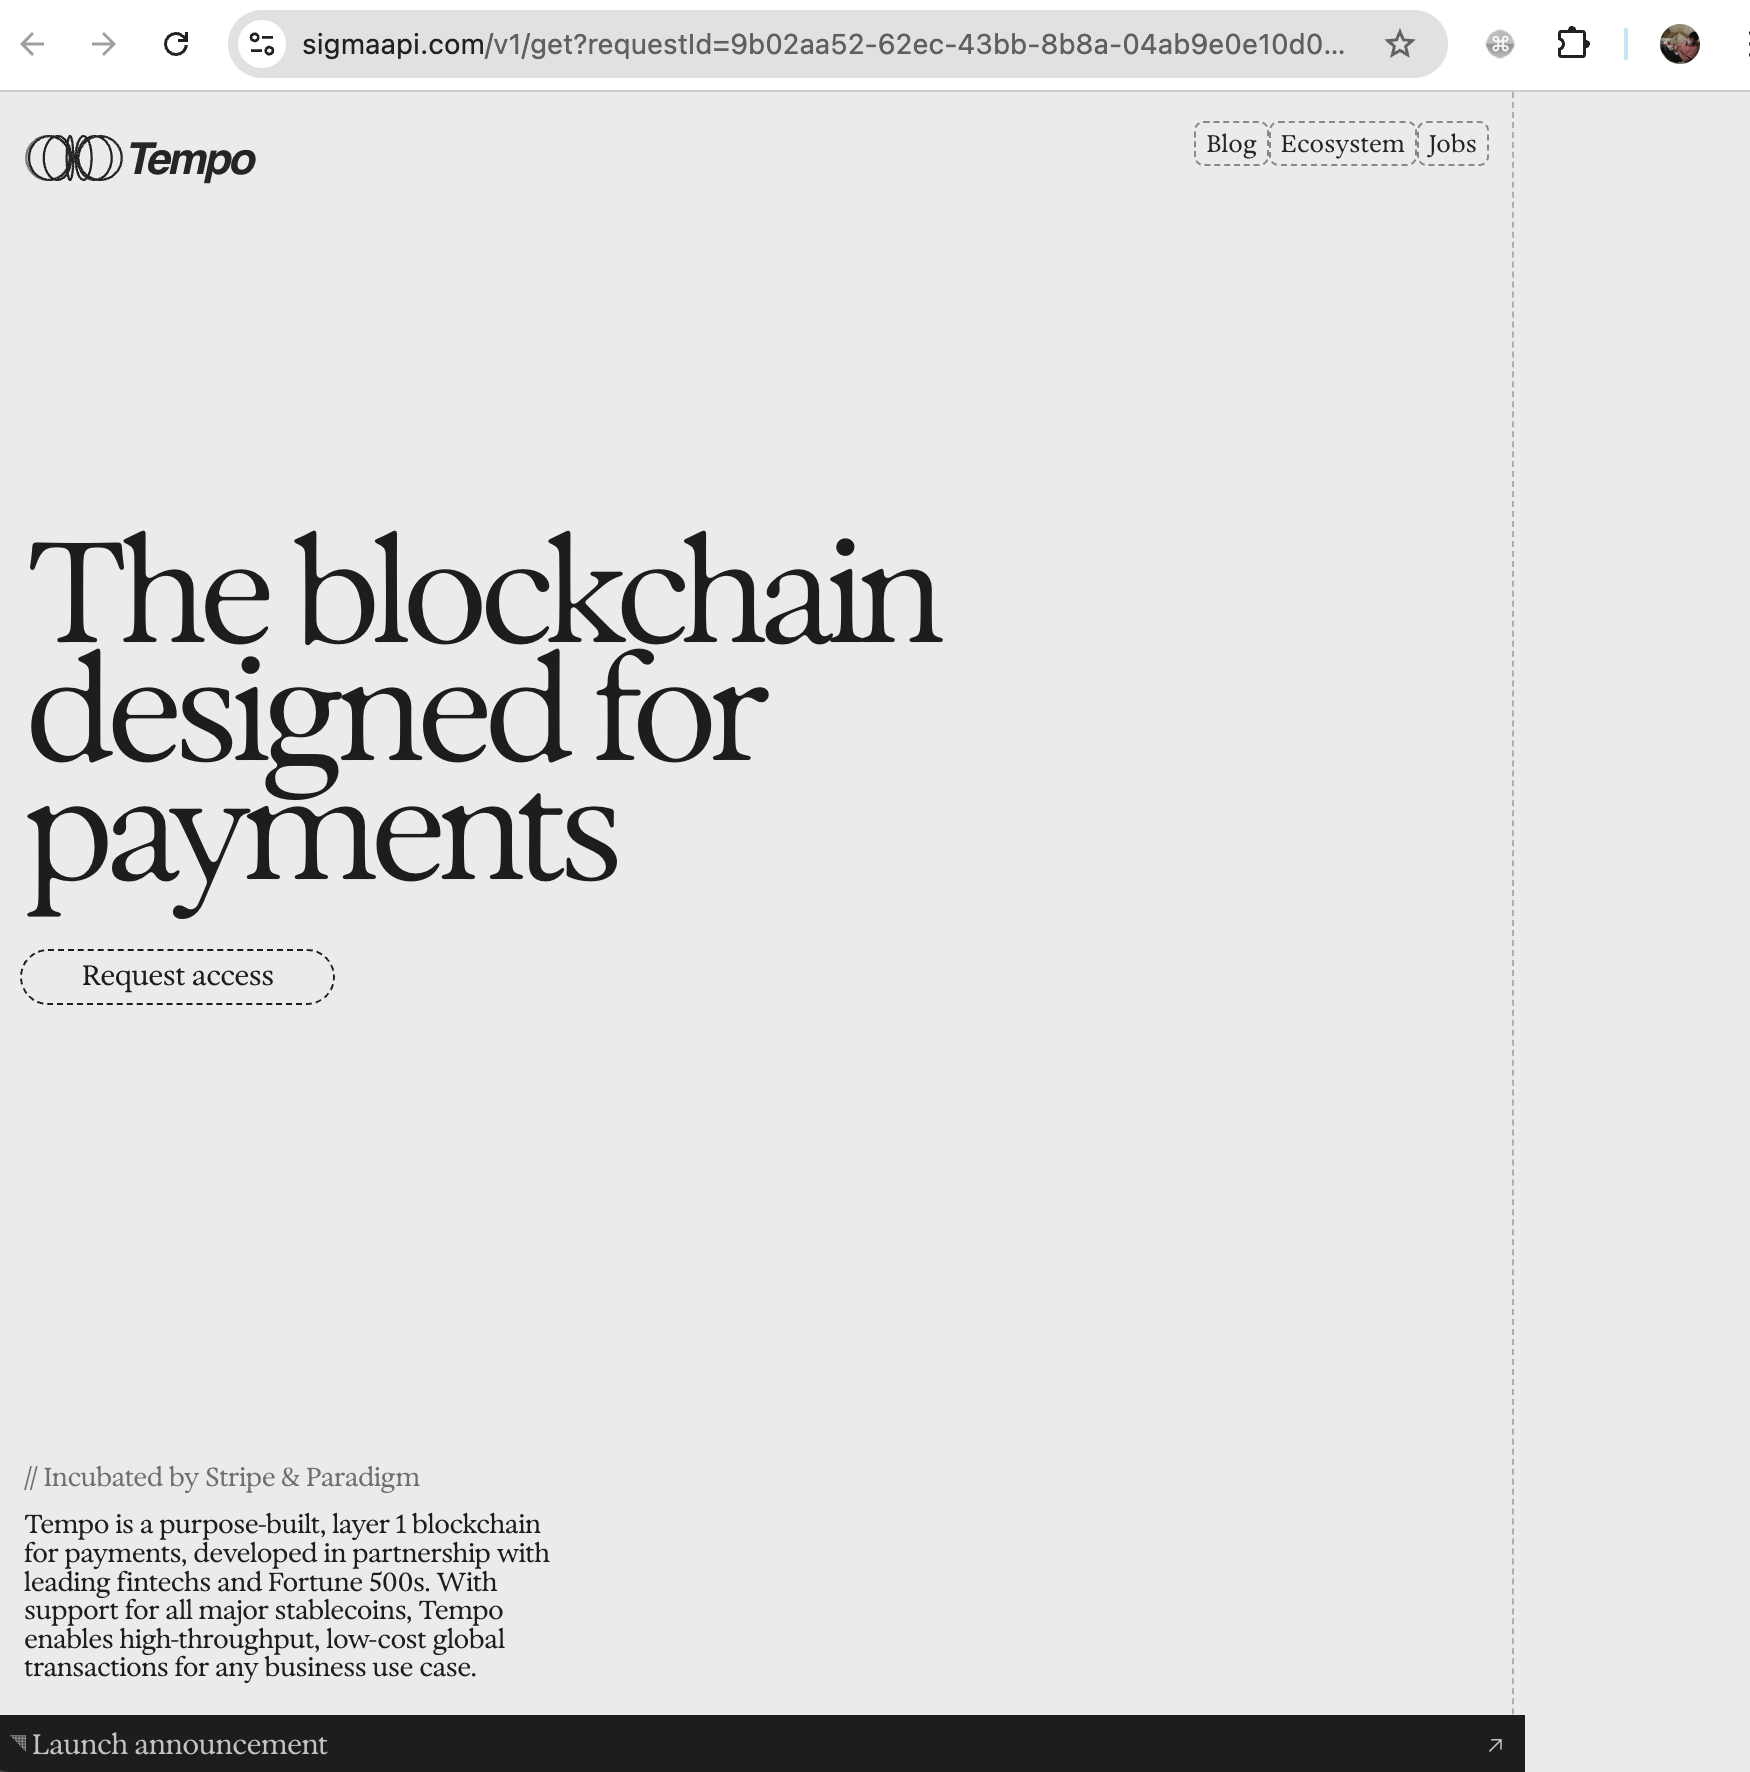 sigmaapi.com/v1/get?requestId=9b02aa52-62ec-43bb-8b8a-04ab9e0e10d0...
Tempo
Blog Ecosystem Jobs
The blockchain
designed for
payments
Request access
// Incubated by Stripe & Paradigm
Tempo is a purpose-built, layer 1 blockchain
for payments, developed in partnership with
leading fintechs and Fortune 500s. With
support for all major stablecoins, Tempo
enables high-throughput, low-cost global
transactions for any business use case.
Launch announcement